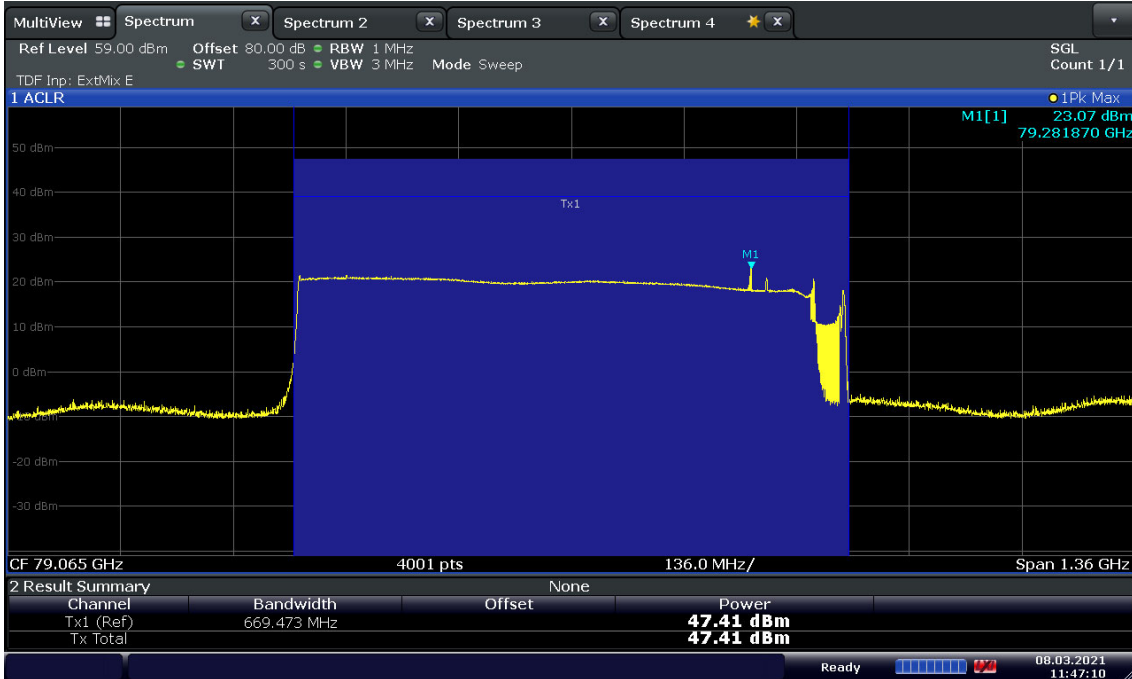 MultiView Spectrum X Spectrum 2 X Spectrum 3 X Spectrum 4 X
Ref Level 59.00 dBm Offset 80.00 dB RBW 1 MHz SGL
SWT 300 s VBW 3 MHz Mode Sweep Count 1/1
TDF Inp: ExtMix E
1 ACLR 1Pk Max
M1[1] 23.07 dBm
79.281870 GHz
50 dBm
40 dBm
Tx1
30 dBm
M1
20 dBm
10 dBm
0 dBm
-10 dBm
-20 dBm
-30 dBm
CF 79.065 GHz 4001 pts 136.0 MHz/ Span 1.36 GHz
2 Result Summary None
Channel Bandwidth Offset Power
Tx1 (Ref) 669.473 MHz 47.41 dBm
Tx Total 47.41 dBm
Ready 08.03.2021
11:47:10